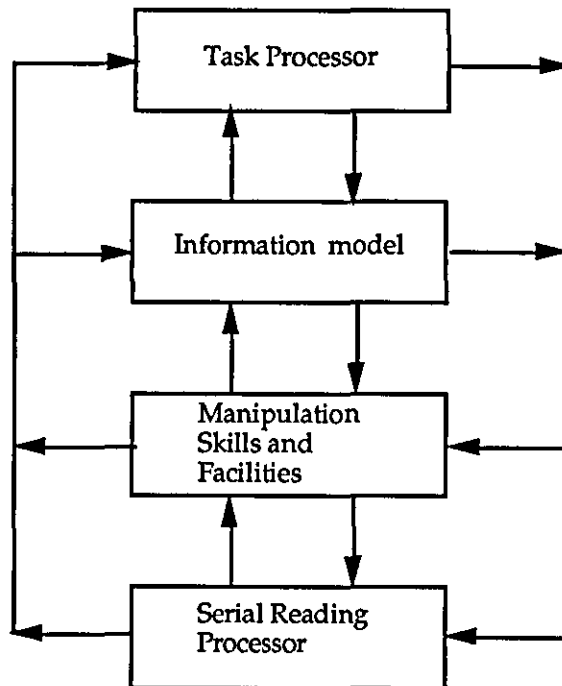 Task Processor
Information model
Manipulation
Skills and
Facilities
Serial Reading
Processor